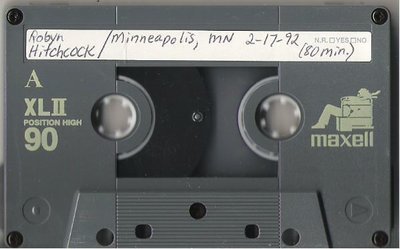 Robyn
Hitchcock / Minneapolis, MN 2-17-92
N.R. □YES□NO
(80 min.)
A
XLII
POSITION HIGH
90
maxell